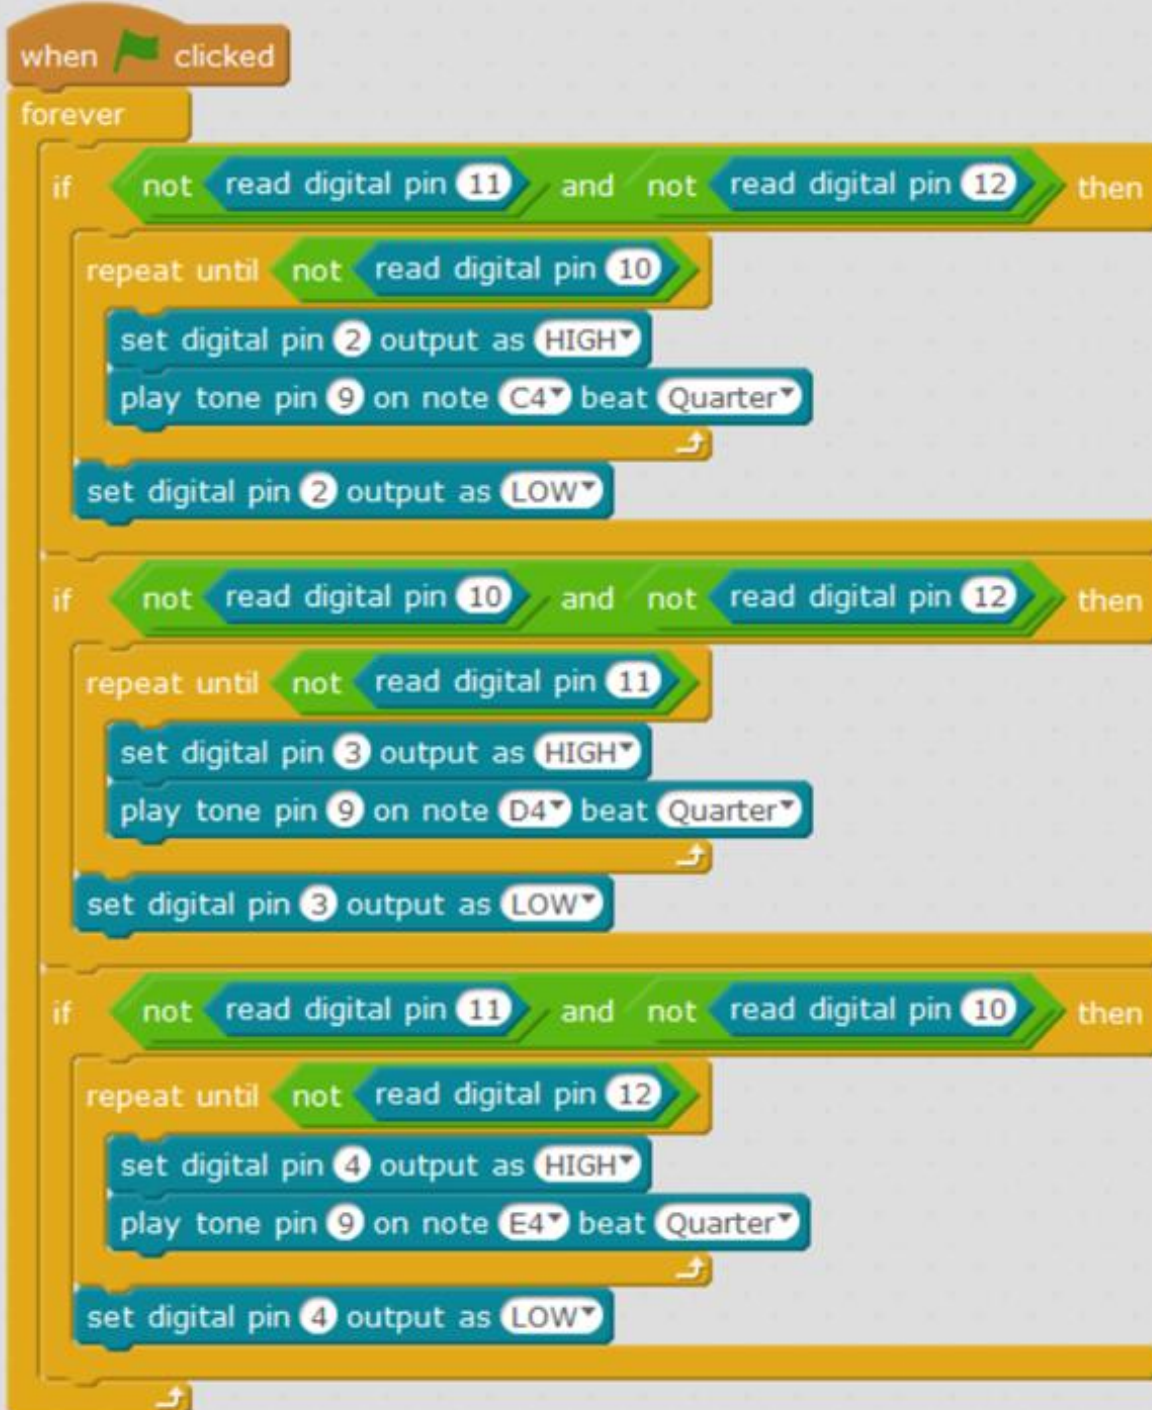 when clicked
forever
if not read digital pin 11 and not read digital pin 12 then
repeat until not read digital pin 10
set digital pin 2 output as HIGH
play tone pin 9 on note C4 beat Quarter
set digital pin 2 output as LOW
if not read digital pin 10 and not read digital pin 12 then
repeat until not read digital pin 11
set digital pin 3 output as HIGH
play tone pin 9 on note D4 beat Quarter
set digital pin 3 output as LOW
if not read digital pin 11 and not read digital pin 10 then
repeat until not read digital pin 12
set digital pin 4 output as HIGH
play tone pin 9 on note E4 beat Quarter
set digital pin 4 output as LOW